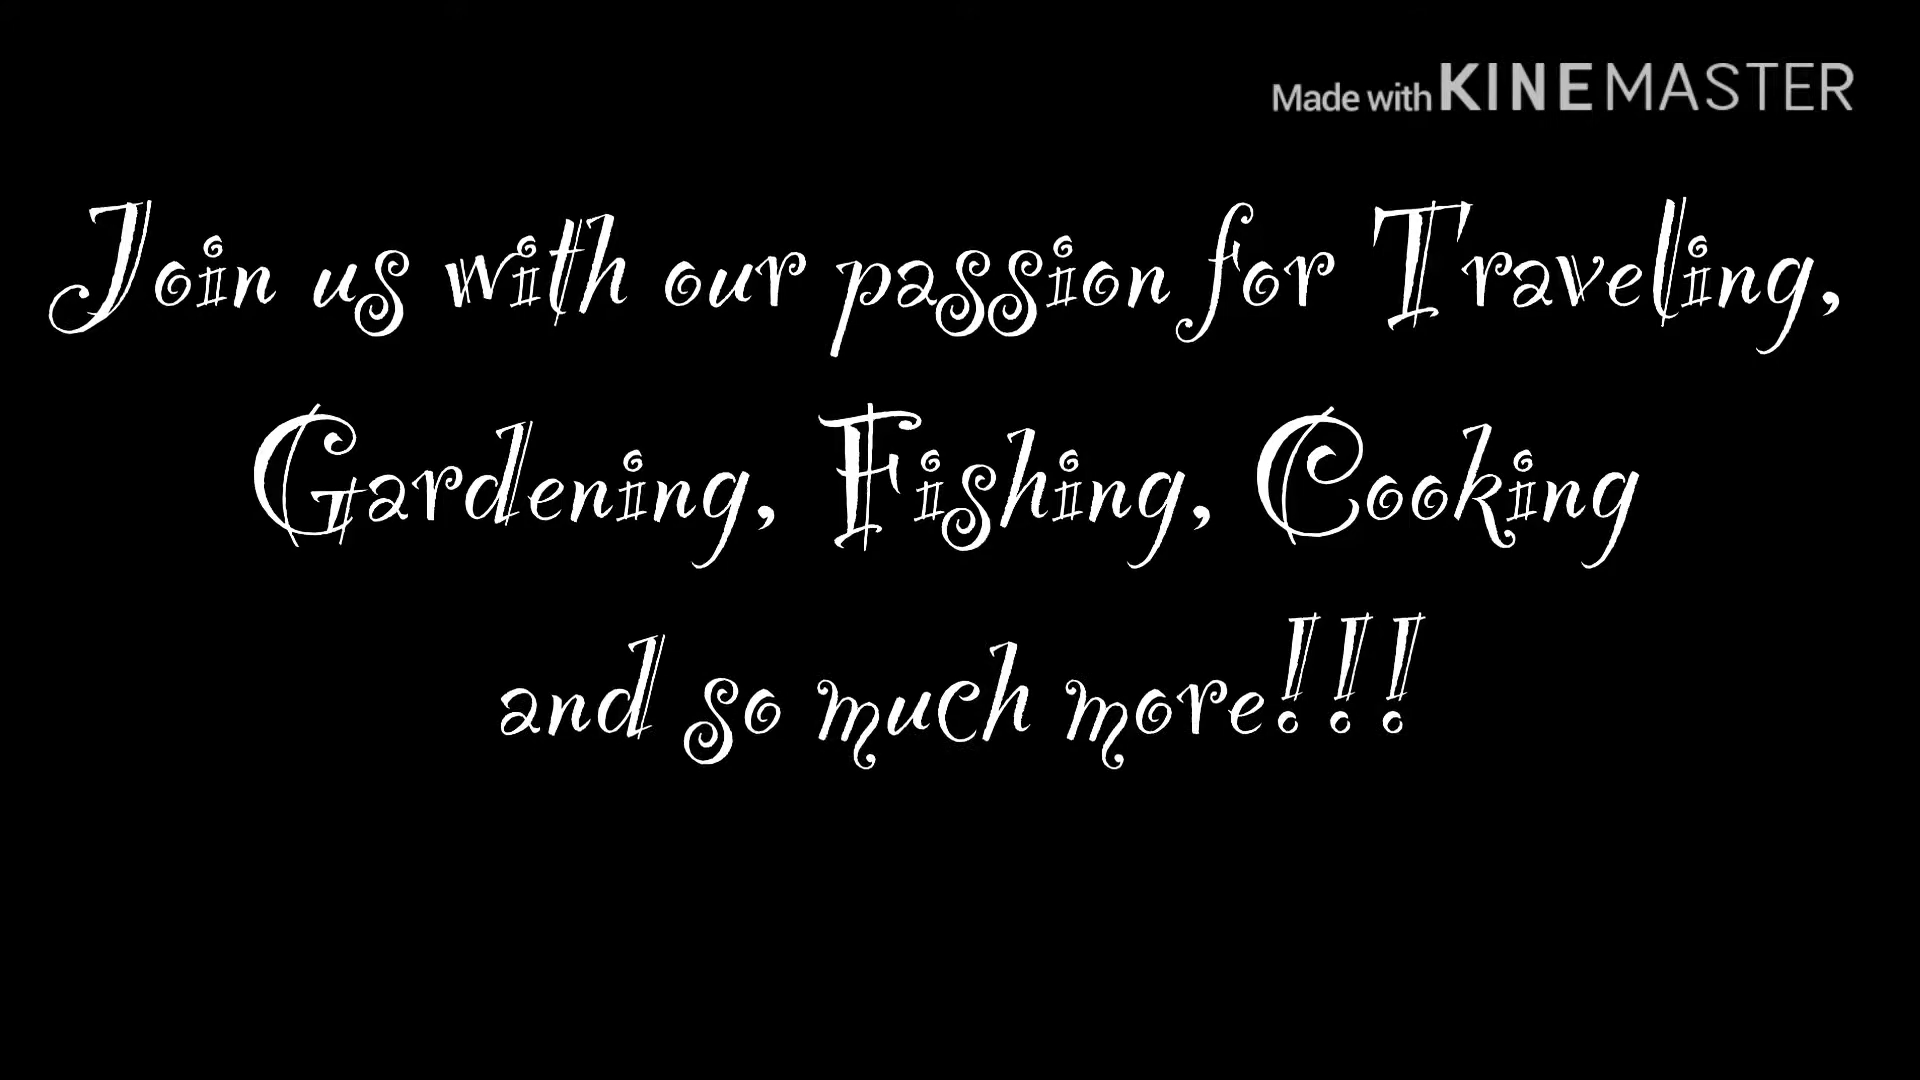 Made with KINEMASTER
Join us with our passion for Traveling,
Gardening, Fishing, Cooking
and so much more!!!